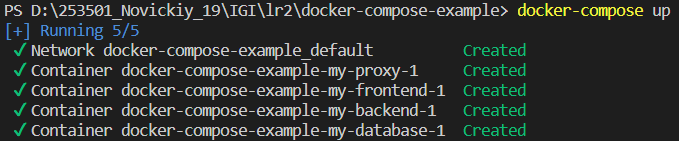 PS D:\253501_Novickiy_19\IGI\lr2\docker-compose-example> docker-compose up
[+] Running 5/5
✔ Network docker-compose-example_default Created
✔ Container docker-compose-example-my-proxy-1 Created
✔ Container docker-compose-example-my-frontend-1 Created
✔ Container docker-compose-example-my-backend-1 Created
✔ Container docker-compose-example-my-database-1 Created